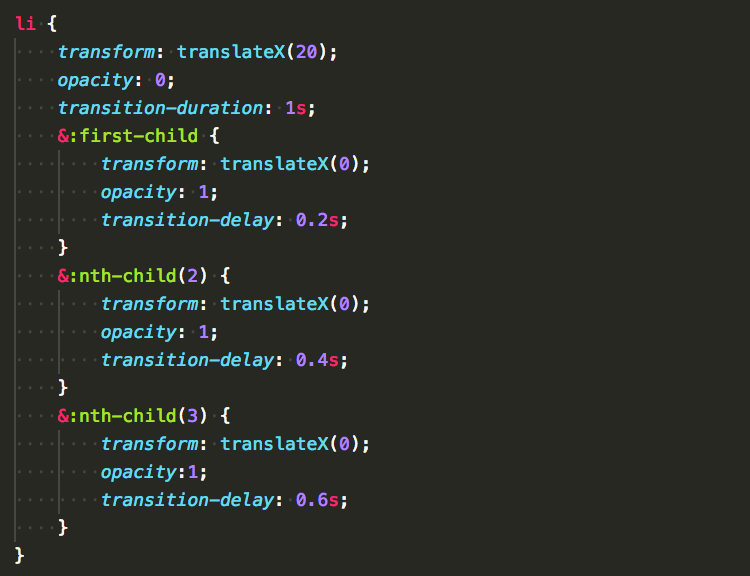 li {
    transform: translateX(20);
    opacity: 0;
    transition-duration: 1s;
    &:first-child {
        transform: translateX(0);
        opacity: 1;
        transition-delay: 0.2s;
    }
    &:nth-child(2) {
        transform: translateX(0);
        opacity: 1;
        transition-delay: 0.4s;
    }
    &:nth-child(3) {
        transform: translateX(0);
        opacity:1;
        transition-delay: 0.6s;
    }
}